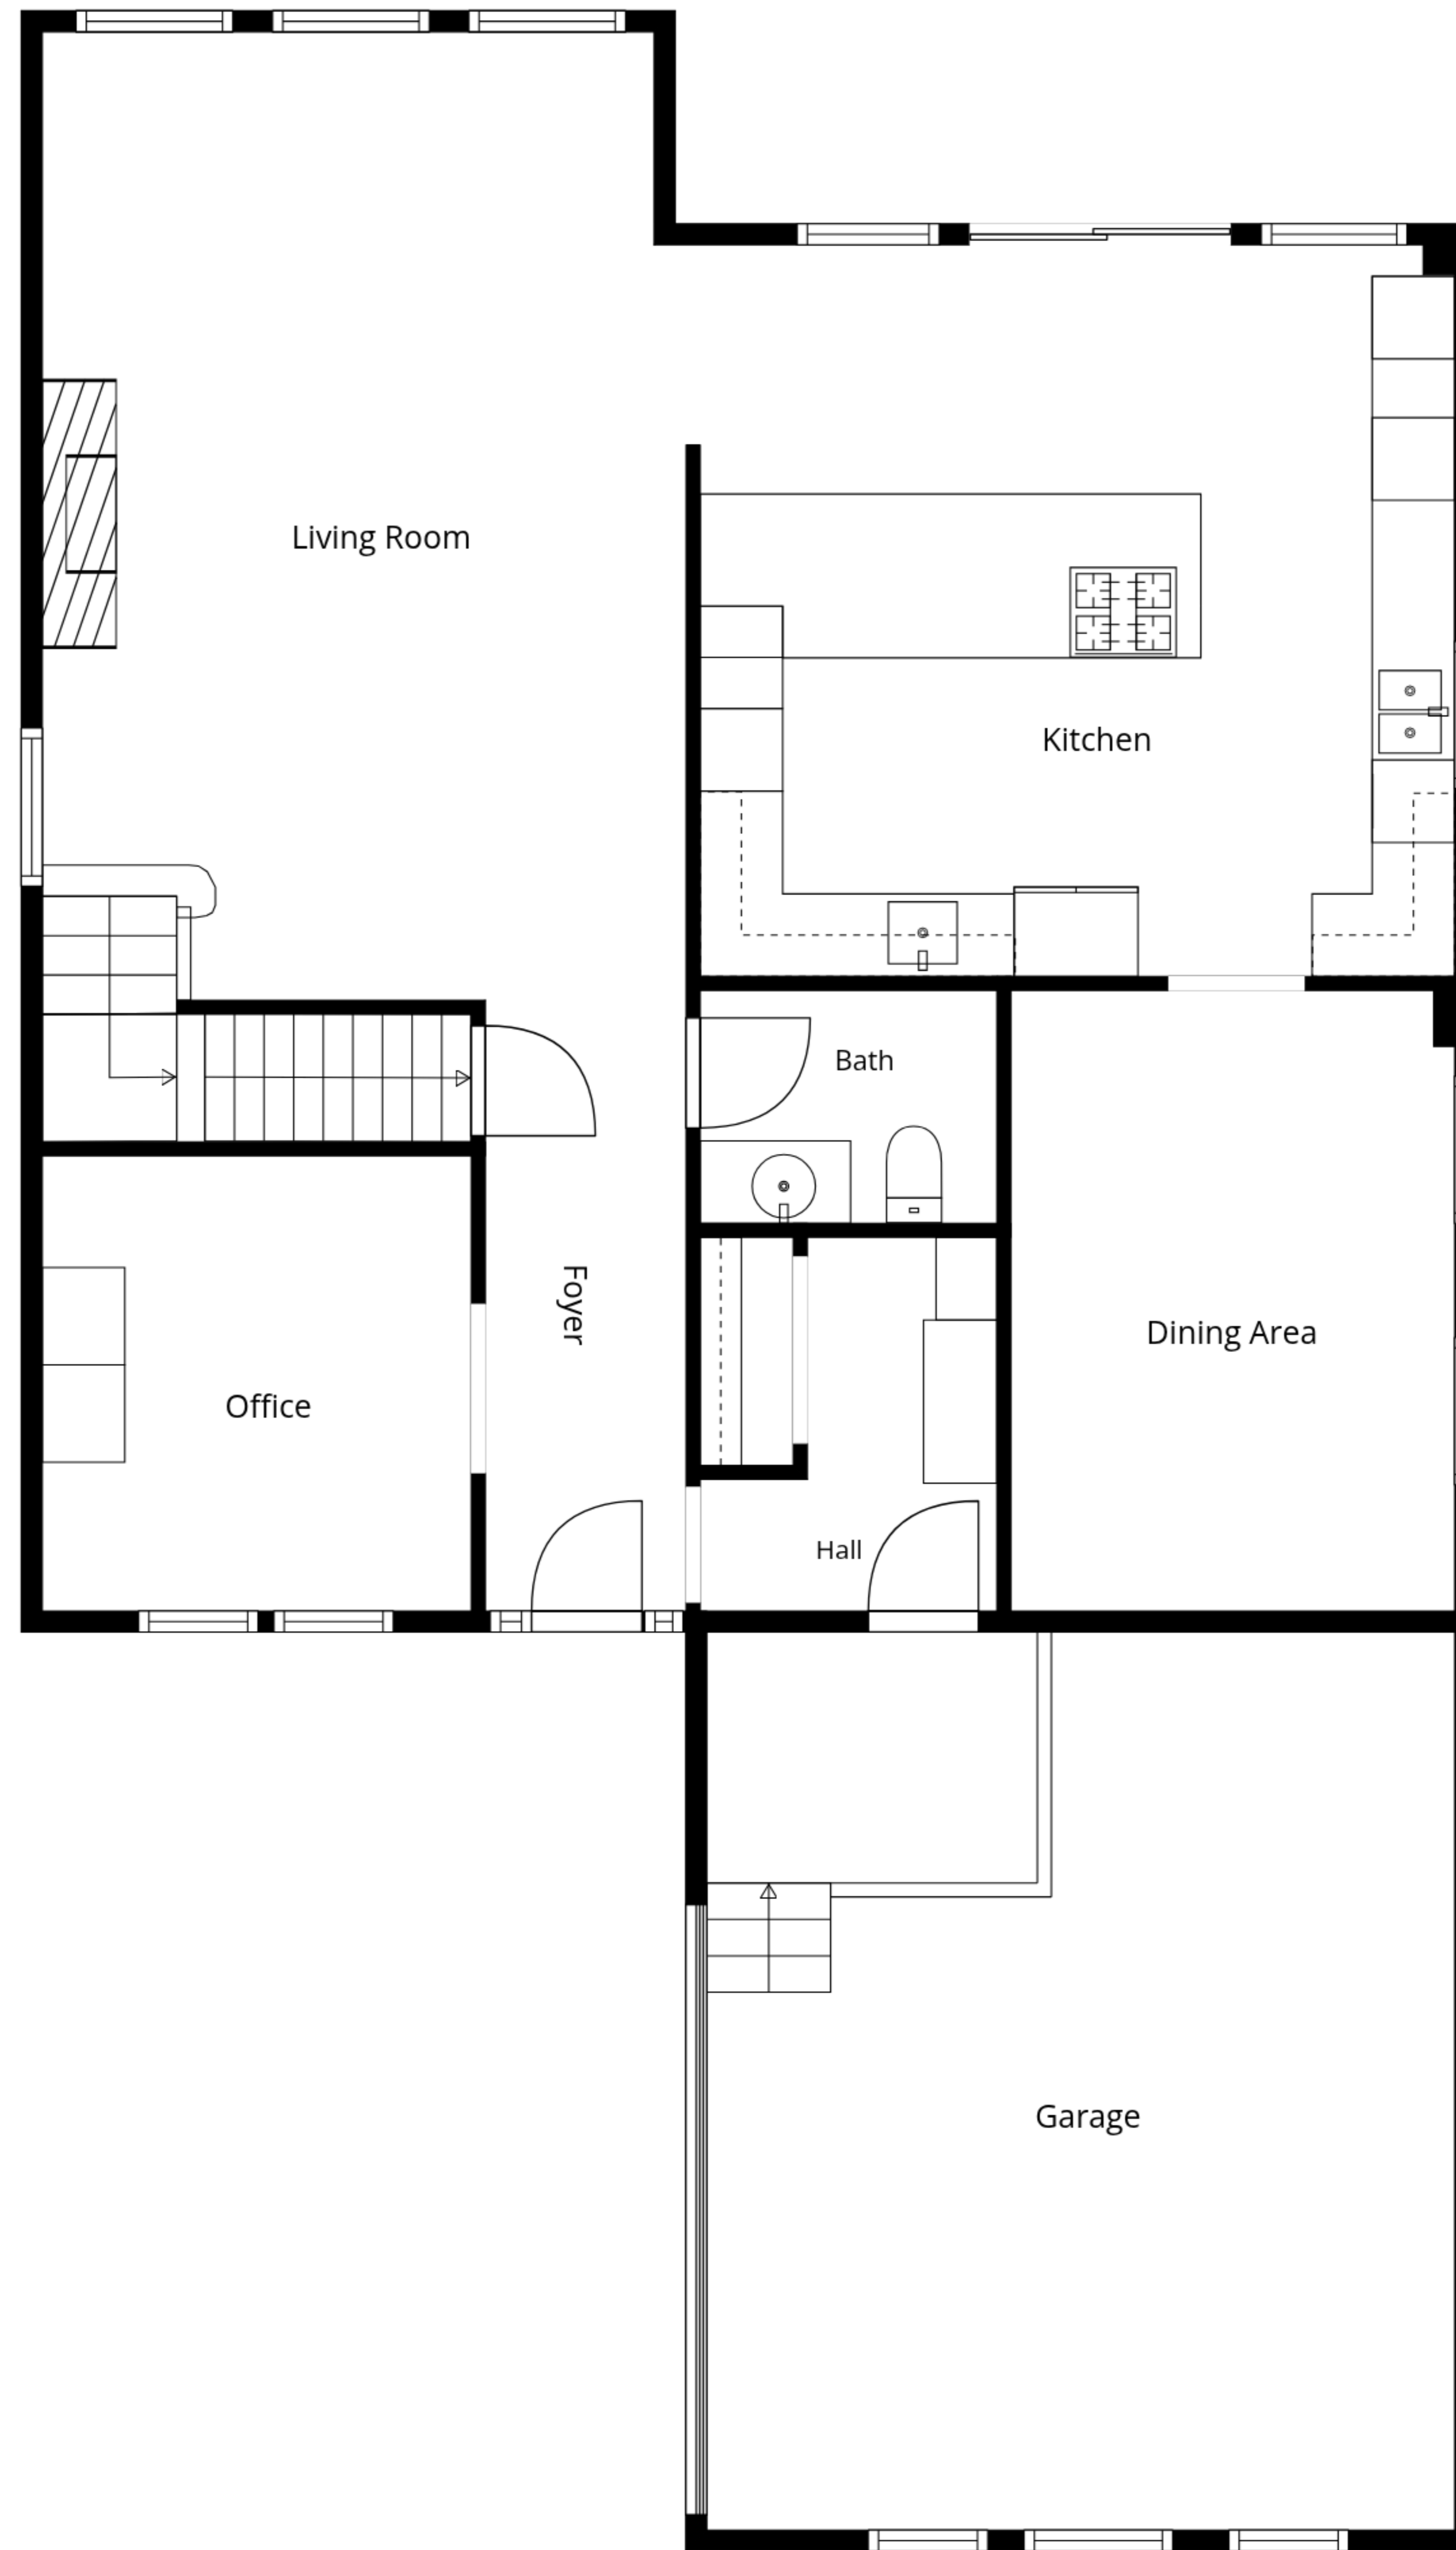 Living Room
Kitchen
Bath
Foyer
Dining Area
Office
Hall
Garage